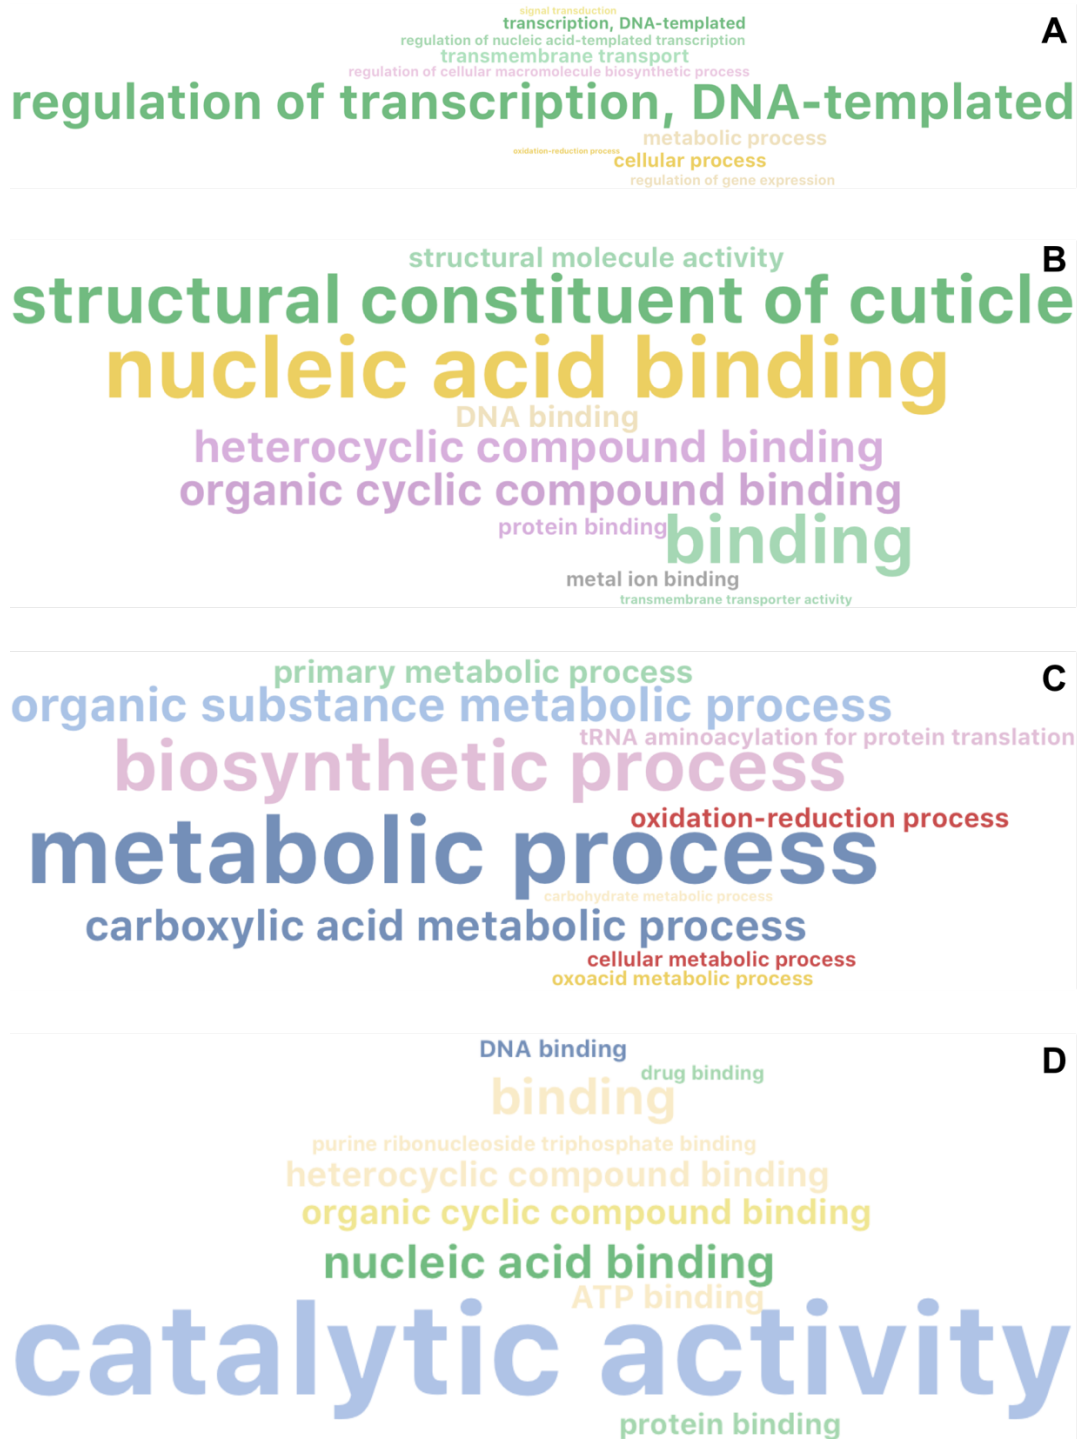 signal transduction
A
transcription, DNA-templated
regulation of nucleic acid-templated transcription
transmembrane transport
regulation of cellular macromolecule biosynthetic process
regulation of transcription, DNA-templated
metabolic process
oxidation-reduction process
cellular process
regulation of gene expression
B
structural molecule activity
structural constituent of cuticle
nucleic acid binding
DNA binding
heterocyclic compound binding
organic cyclic compound binding
protein binding
binding
metal ion binding
transmembrane transporter activity
C
primary metabolic process
organic substance metabolic process
tRNA aminoacylation for protein translation
biosynthetic process
oxidation-reduction process
metabolic process
carbohydrate metabolic process
carboxylic acid metabolic process
cellular metabolic process
oxoacid metabolic process
D
DNA binding
drug binding
binding
purine ribonucleoside triphosphate binding
heterocyclic compound binding
organic cyclic compound binding
nucleic acid binding
ATP binding
catalytic activity
protein binding